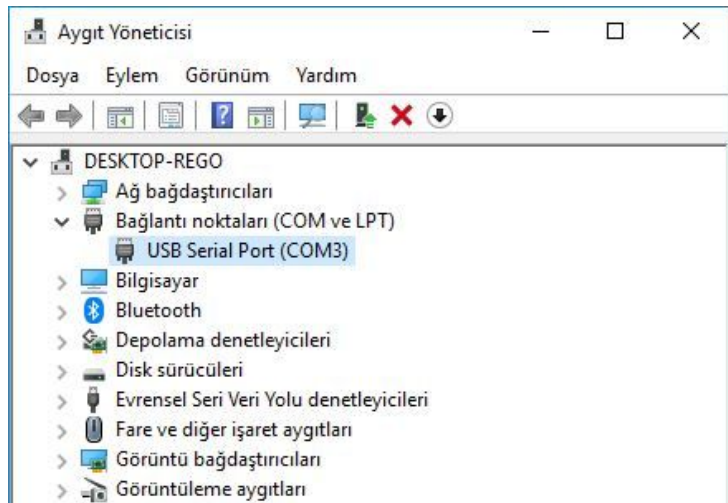 Aygıt Yöneticisi
Dosya Eylem Görünüm Yardım
DESKTOP-REGO
Ağ bağdaştırıcıları
Bağlantı noktaları (COM ve LPT)
USB Serial Port (COM3)
Bilgisayar
Bluetooth
Depolama denetleyicileri
Disk sürücüleri
Evrensel Seri Veri Yolu denetleyicileri
Fare ve diğer işaret aygıtları
Görüntü bağdaştırıcıları
Görüntüleme aygıtları